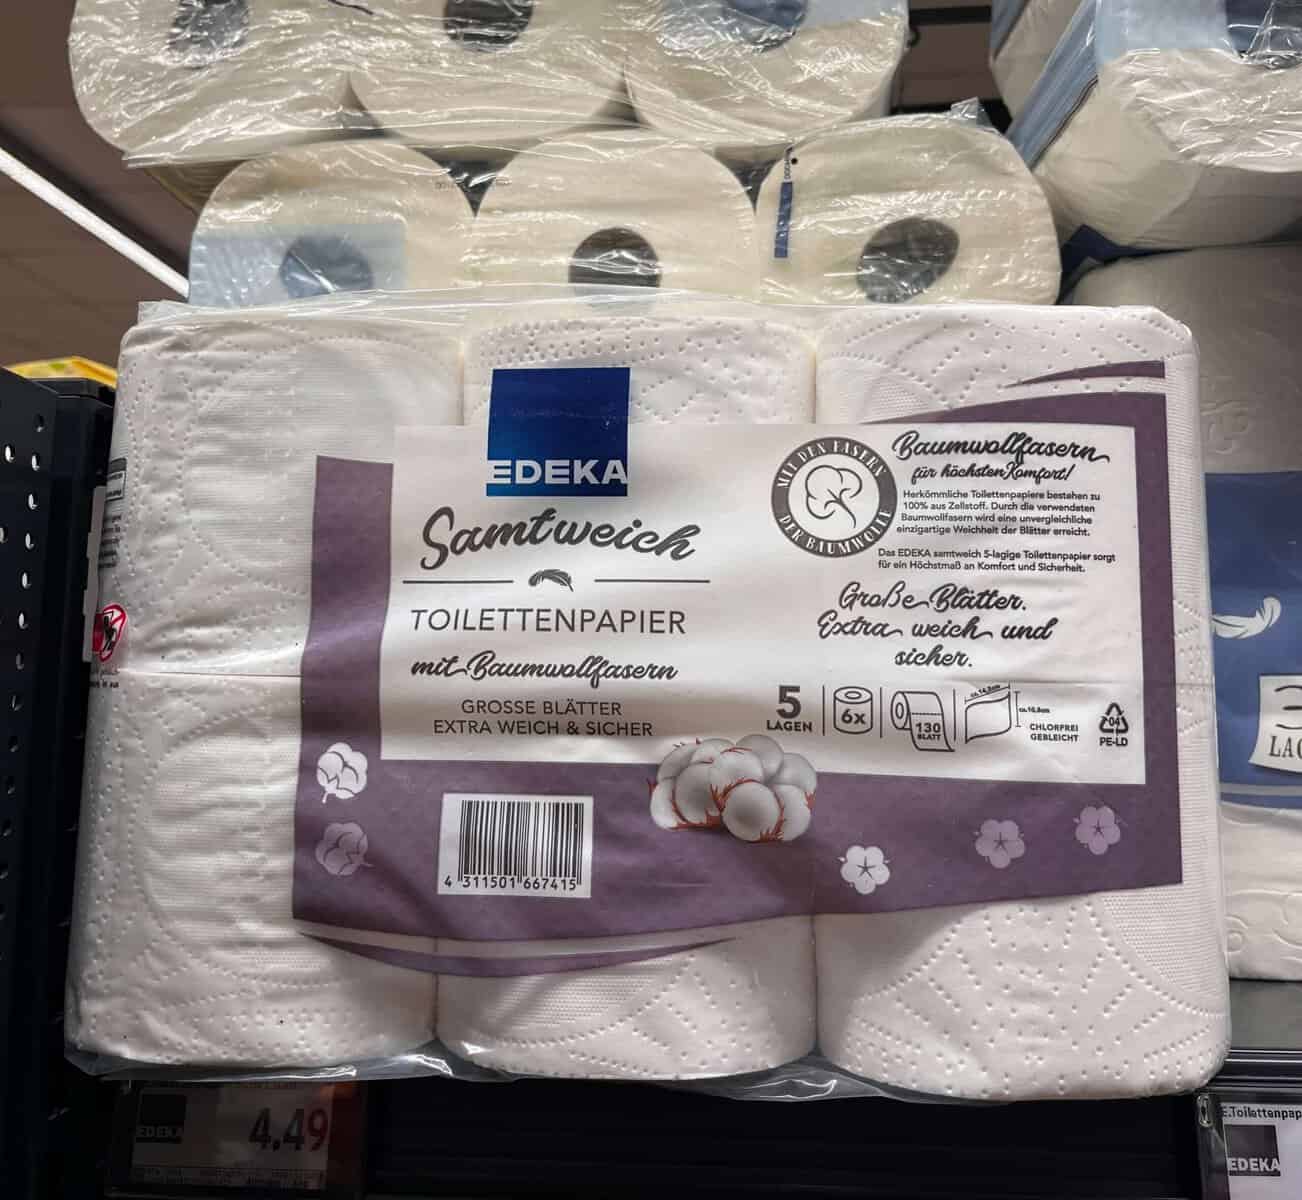 EDEKA
Samtweich
TOILETTENPAPIER
mit Baumwollfasern
GROSSE BLÄTTER
EXTRA WEICH & SICHER
4 311501 667415
MIT DEN FASERN
DER BAUMWOLLE
Baumwollfasern
für höchsten Komfort!
Herkömmliche Toilettenpapiere bestehen zu
100% aus Zellstoff. Durch die verwendeten
Baumwollfasern wird eine unvergleichliche
einzigartige Weichheit der Blätter erreicht.
Das EDEKA samtweich 5-lagige Toilettenpapier sorgt
für ein Höchstmaß an Komfort und Sicherheit.
Große Blätter.
Extra weich und
sicher.
5
LAGEN
6x
130
BLATT
CHLORFREI
GEBLEICHT
04
PE-LD
EDEKA
4.49
EDEKA